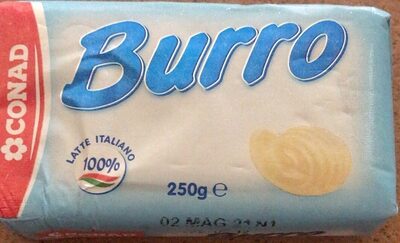 CONAD
Burro
LATTE ITALIANO
100%
250g e
02 MAG 21 N1